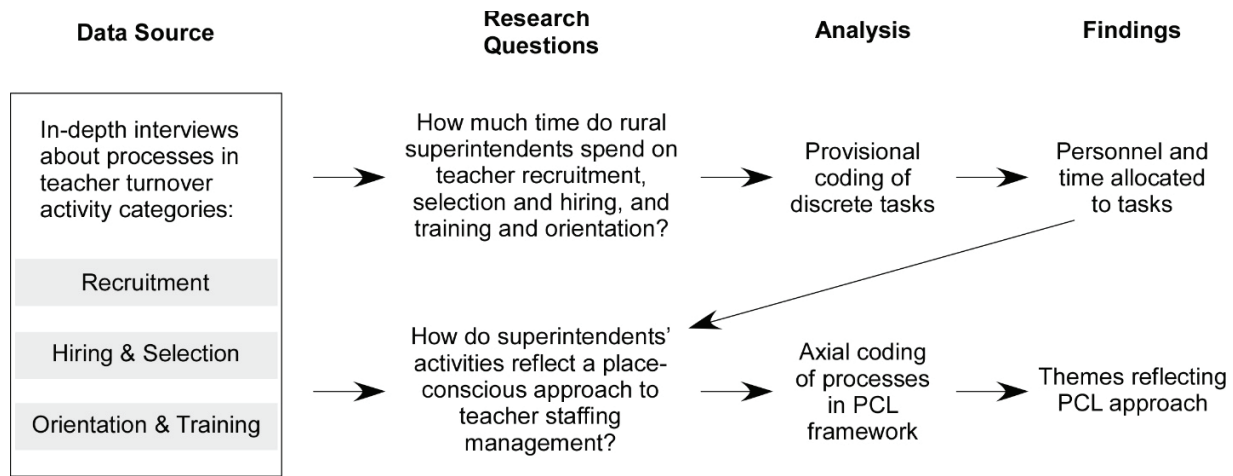 Data Source
Research
Questions
Analysis
Findings
In-depth interviews
about processes in
teacher turnover
activity categories:
Recruitment
Hiring & Selection
Orientation & Training
How much time do rural
superintendents spend on
teacher recruitment,
selection and hiring, and
training and orientation?
Provisional
coding of
discrete tasks
Personnel and
time allocated
to tasks
How do superintendents’
activities reflect a place-
conscious approach to
teacher staffing
management?
Axial coding
of processes
in PCL
framework
Themes reflecting
PCL approach